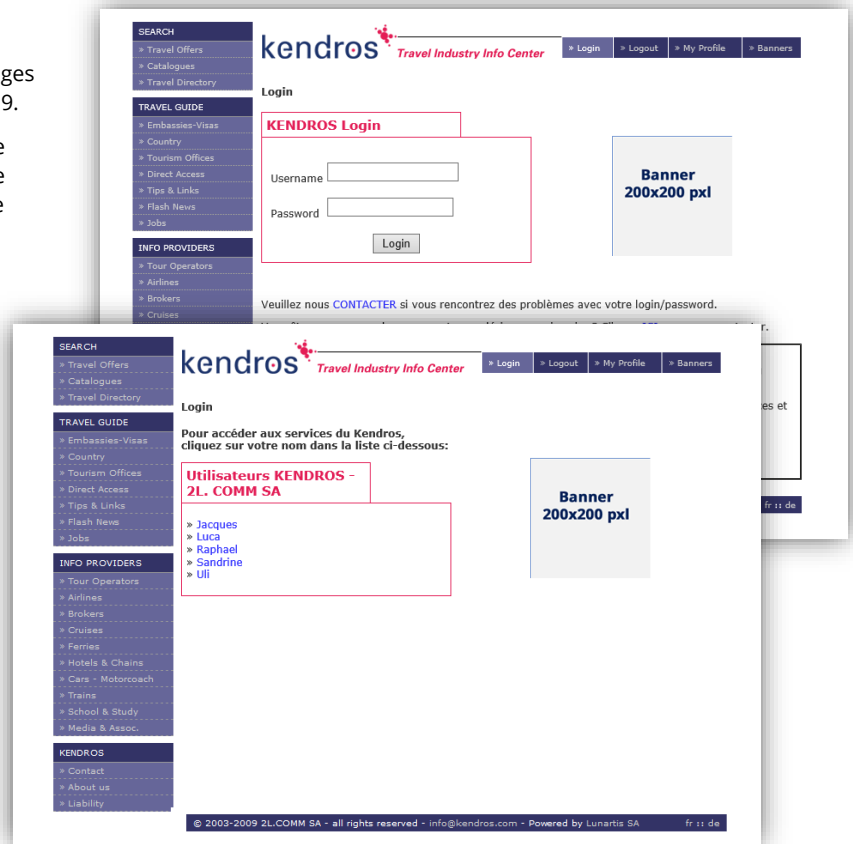 ges
9.
e
e
e
SEARCH
» Travel Offers
» Catalogues
» Travel Directory
TRAVEL GUIDE
» Embassies-Visas
» Country
» Tourism Offices
» Direct Access
» Tips & Links
» Flash News
» Jobs
INFO PROVIDERS
» Tour Operators
» Airlines
» Brokers
» Cruises
kendros Travel Industry Info Center
» Login » Logout » My Profile » Banners
Login
KENDROS Login
Username
Password
Login
Banner
200x200 pxl
Veuillez nous CONTACTER si vous rencontrez des problèmes avec votre login/password.
es et
fr :: de
SEARCH
» Travel Offers
» Catalogues
» Travel Directory
TRAVEL GUIDE
» Embassies-Visas
» Country
» Tourism Offices
» Direct Access
» Tips & Links
» Flash News
» Jobs
INFO PROVIDERS
» Tour Operators
» Airlines
» Brokers
» Cruises
» Ferries
» Hotels & Chains
» Cars - Motorcoach
» Trains
» School & Study
» Media & Assoc.
KENDROS
» Contact
» About us
» Liability
kendros Travel Industry Info Center
» Login » Logout » My Profile » Banners
Login
Pour accéder aux services du Kendros,
cliquez sur votre nom dans la liste ci-dessous:
Utilisateurs KENDROS -
2L. COMM SA
» Jacques
» Luca
» Raphael
» Sandrine
» Uli
Banner
200x200 pxl
© 2003-2009 2L.COMM SA - all rights reserved - info@kendros.com - Powered by Lunartis SA fr :: de